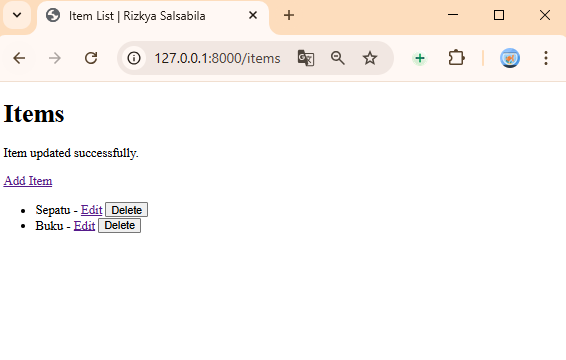 Item List | Rizkya Salsabila
127.0.0.1:8000/items
Items
Item updated successfully.
Add Item
Sepatu - Edit Delete
Buku - Edit Delete